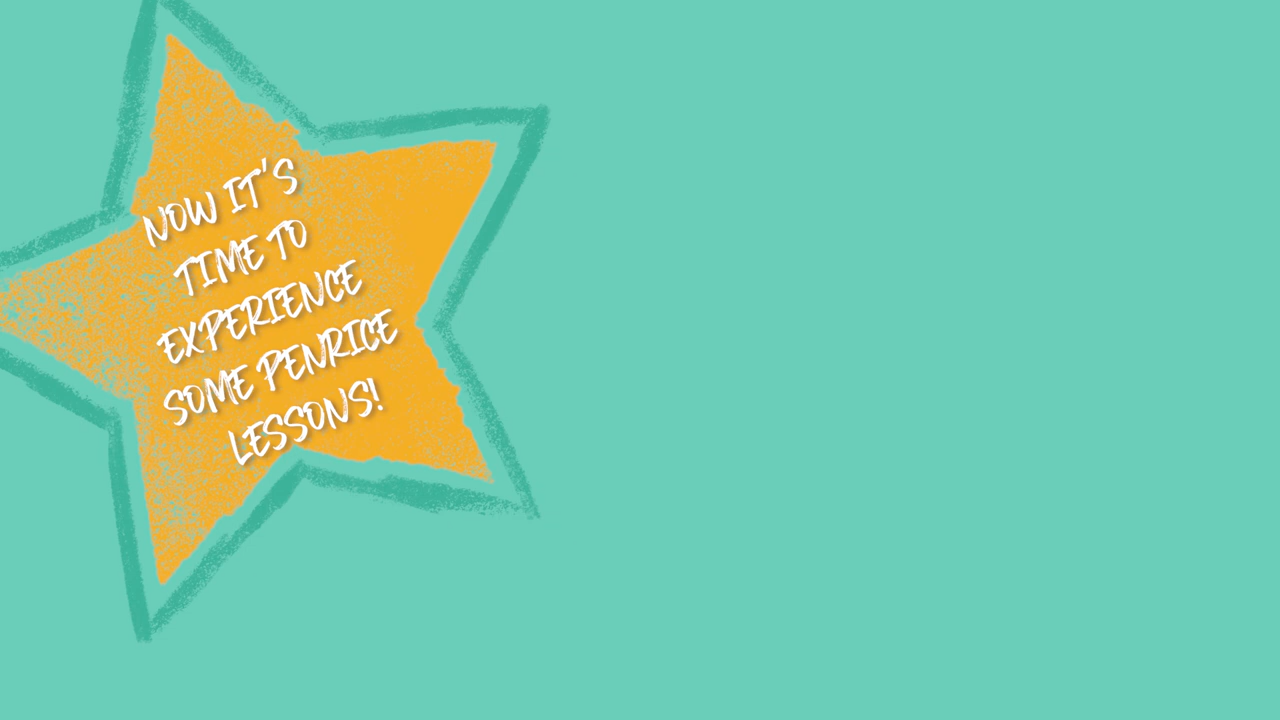 NOW IT'S
TIME TO
EXPERIENCE
SOME PENRICE
LESSONS!